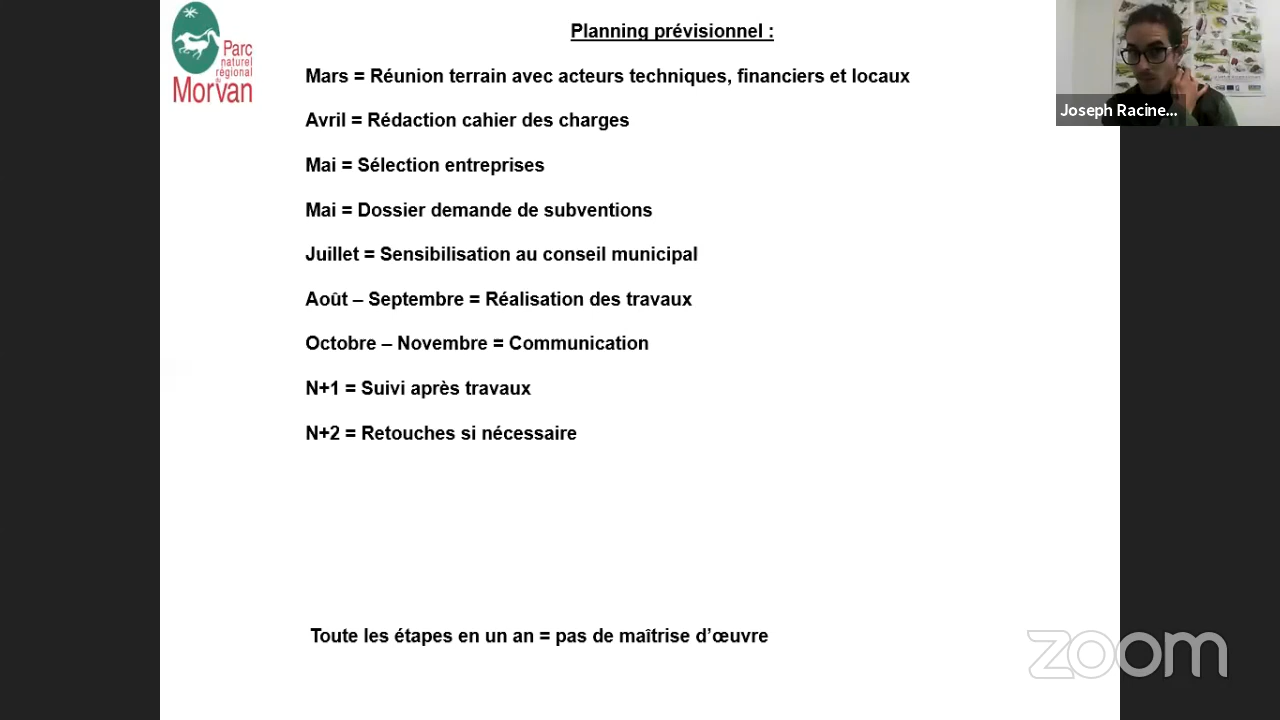 Parc
naturel
régional
du
Morvan
Planning prévisionnel :
Mars = Réunion terrain avec acteurs techniques, financiers et locaux
Avril = Rédaction cahier des charges
Mai = Sélection entreprises
Mai = Dossier demande de subventions
Juillet = Sensibilisation au conseil municipal
Août – Septembre = Réalisation des travaux
Octobre – Novembre = Communication
N+1 = Suivi après travaux
N+2 = Retouches si nécessaire
Toute les étapes en un an = pas de maîtrise d’œuvre
Joseph Racine...
zoom